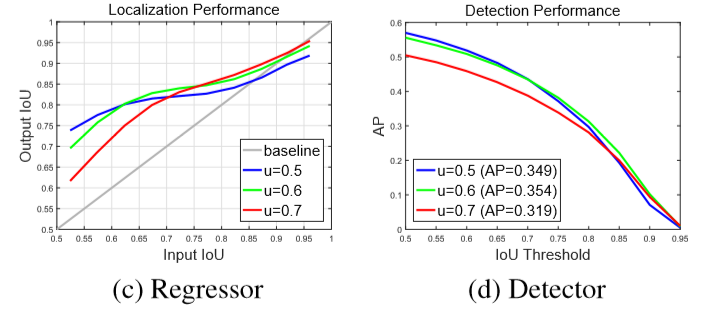 Localization Performance
1
0.95
0.9
0.85
0.8
0.75
0.7
0.65
0.6
0.55
0.5
Output IoU
baseline
u=0.5
u=0.6
u=0.7
0.5 0.55 0.6 0.65 0.7 0.75 0.8 0.85 0.9 0.95 1
Input IoU
(c) Regressor
Detection Performance
0.6
0.5
0.4
0.3
0.2
0.1
0
AP
u=0.5 (AP=0.349)
u=0.6 (AP=0.354)
u=0.7 (AP=0.319)
0.5 0.55 0.6 0.65 0.7 0.75 0.8 0.85 0.9 0.95
IoU Threshold
(d) Detector